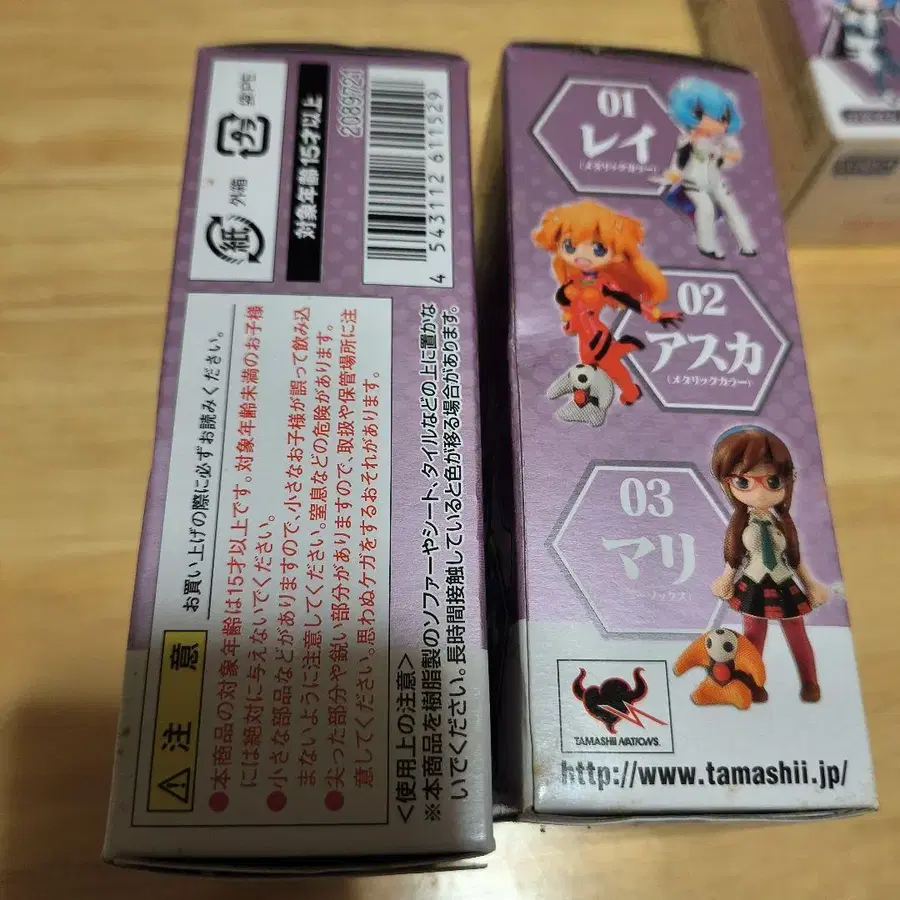 袋:PE
プラ
外箱
紙
対象年齢15才以上
2089721
4 543112 611529
注意
お買い上げの際に必ずお読みください。
●本商品の対象年齢は15才以上です。対象年齢未満のお子様
には絶対に与えないでください。
●小さな部品などがありますので、小さなお子様が誤って飲み込
まないように注意してください。窒息などの危険があります。
●尖った部分や鋭い部分がありますので、取扱や保管場所に注
意してください。思わぬケガをするおそれがあります。
<使用上の注意>
※本商品を樹脂製のソファーやシート、タイルなどの上に置かな
いでください。長時間接触していると色が移る場合があります。
01
レイ
(メタリックカラー)
02
アスカ
(メタリックカラー)
03
マリ
TAMASHII NATIONS
http://www.tamashii.jp/